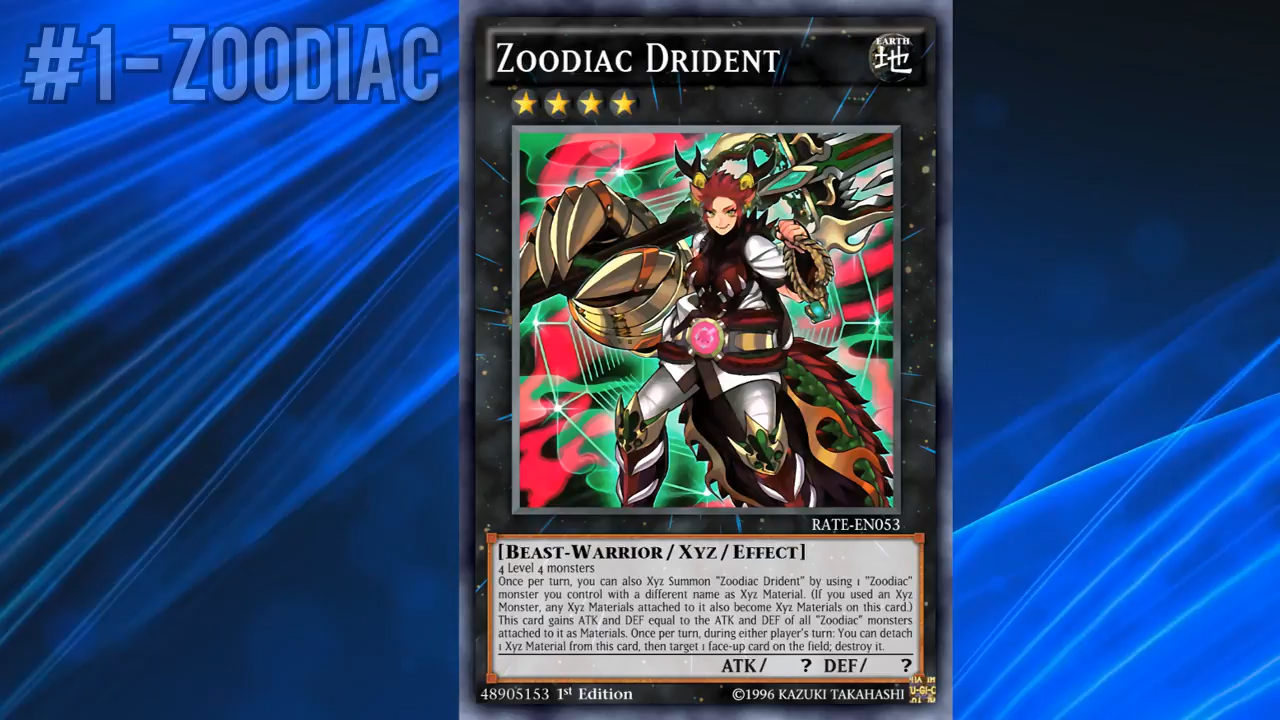 #1 - ZOODIAC
ZOODIAC DRIDENT
EARTH
地
RATE-EN053
[BEAST-WARRIOR / XYZ / EFFECT]
4 Level 4 monsters
Once per turn, you can also Xyz Summon "Zoodiac Drident" by using 1 "Zoodiac"
monster you control with a different name as Xyz Material. (If you used an Xyz
Monster, any Xyz Materials attached to it also become Xyz Materials on this card.)
This card gains ATK and DEF equal to the ATK and DEF of all "Zoodiac" monsters
attached to it as Materials. Once per turn, during either player's turn: You can detach
1 Xyz Material from this card, then target 1 face-up card on the field; destroy it.
ATK / ? DEF / ?
48905153 1st Edition ©1996 KAZUKI TAKAHASHI